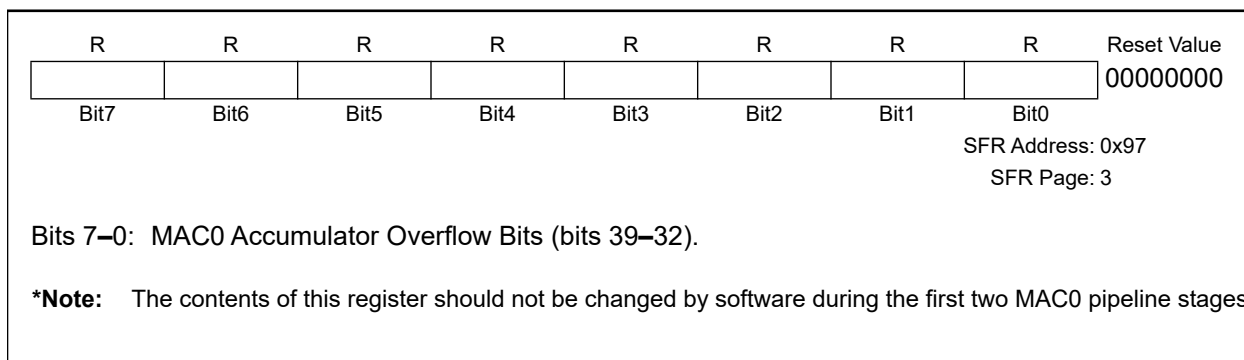 R R R R R R R R Reset Value
00000000
Bit7 Bit6 Bit5 Bit4 Bit3 Bit2 Bit1 Bit0
SFR Address: 0x97
SFR Page: 3
Bits 7–0: MAC0 Accumulator Overflow Bits (bits 39–32).
*Note: The contents of this register should not be changed by software during the first two MAC0 pipeline stages